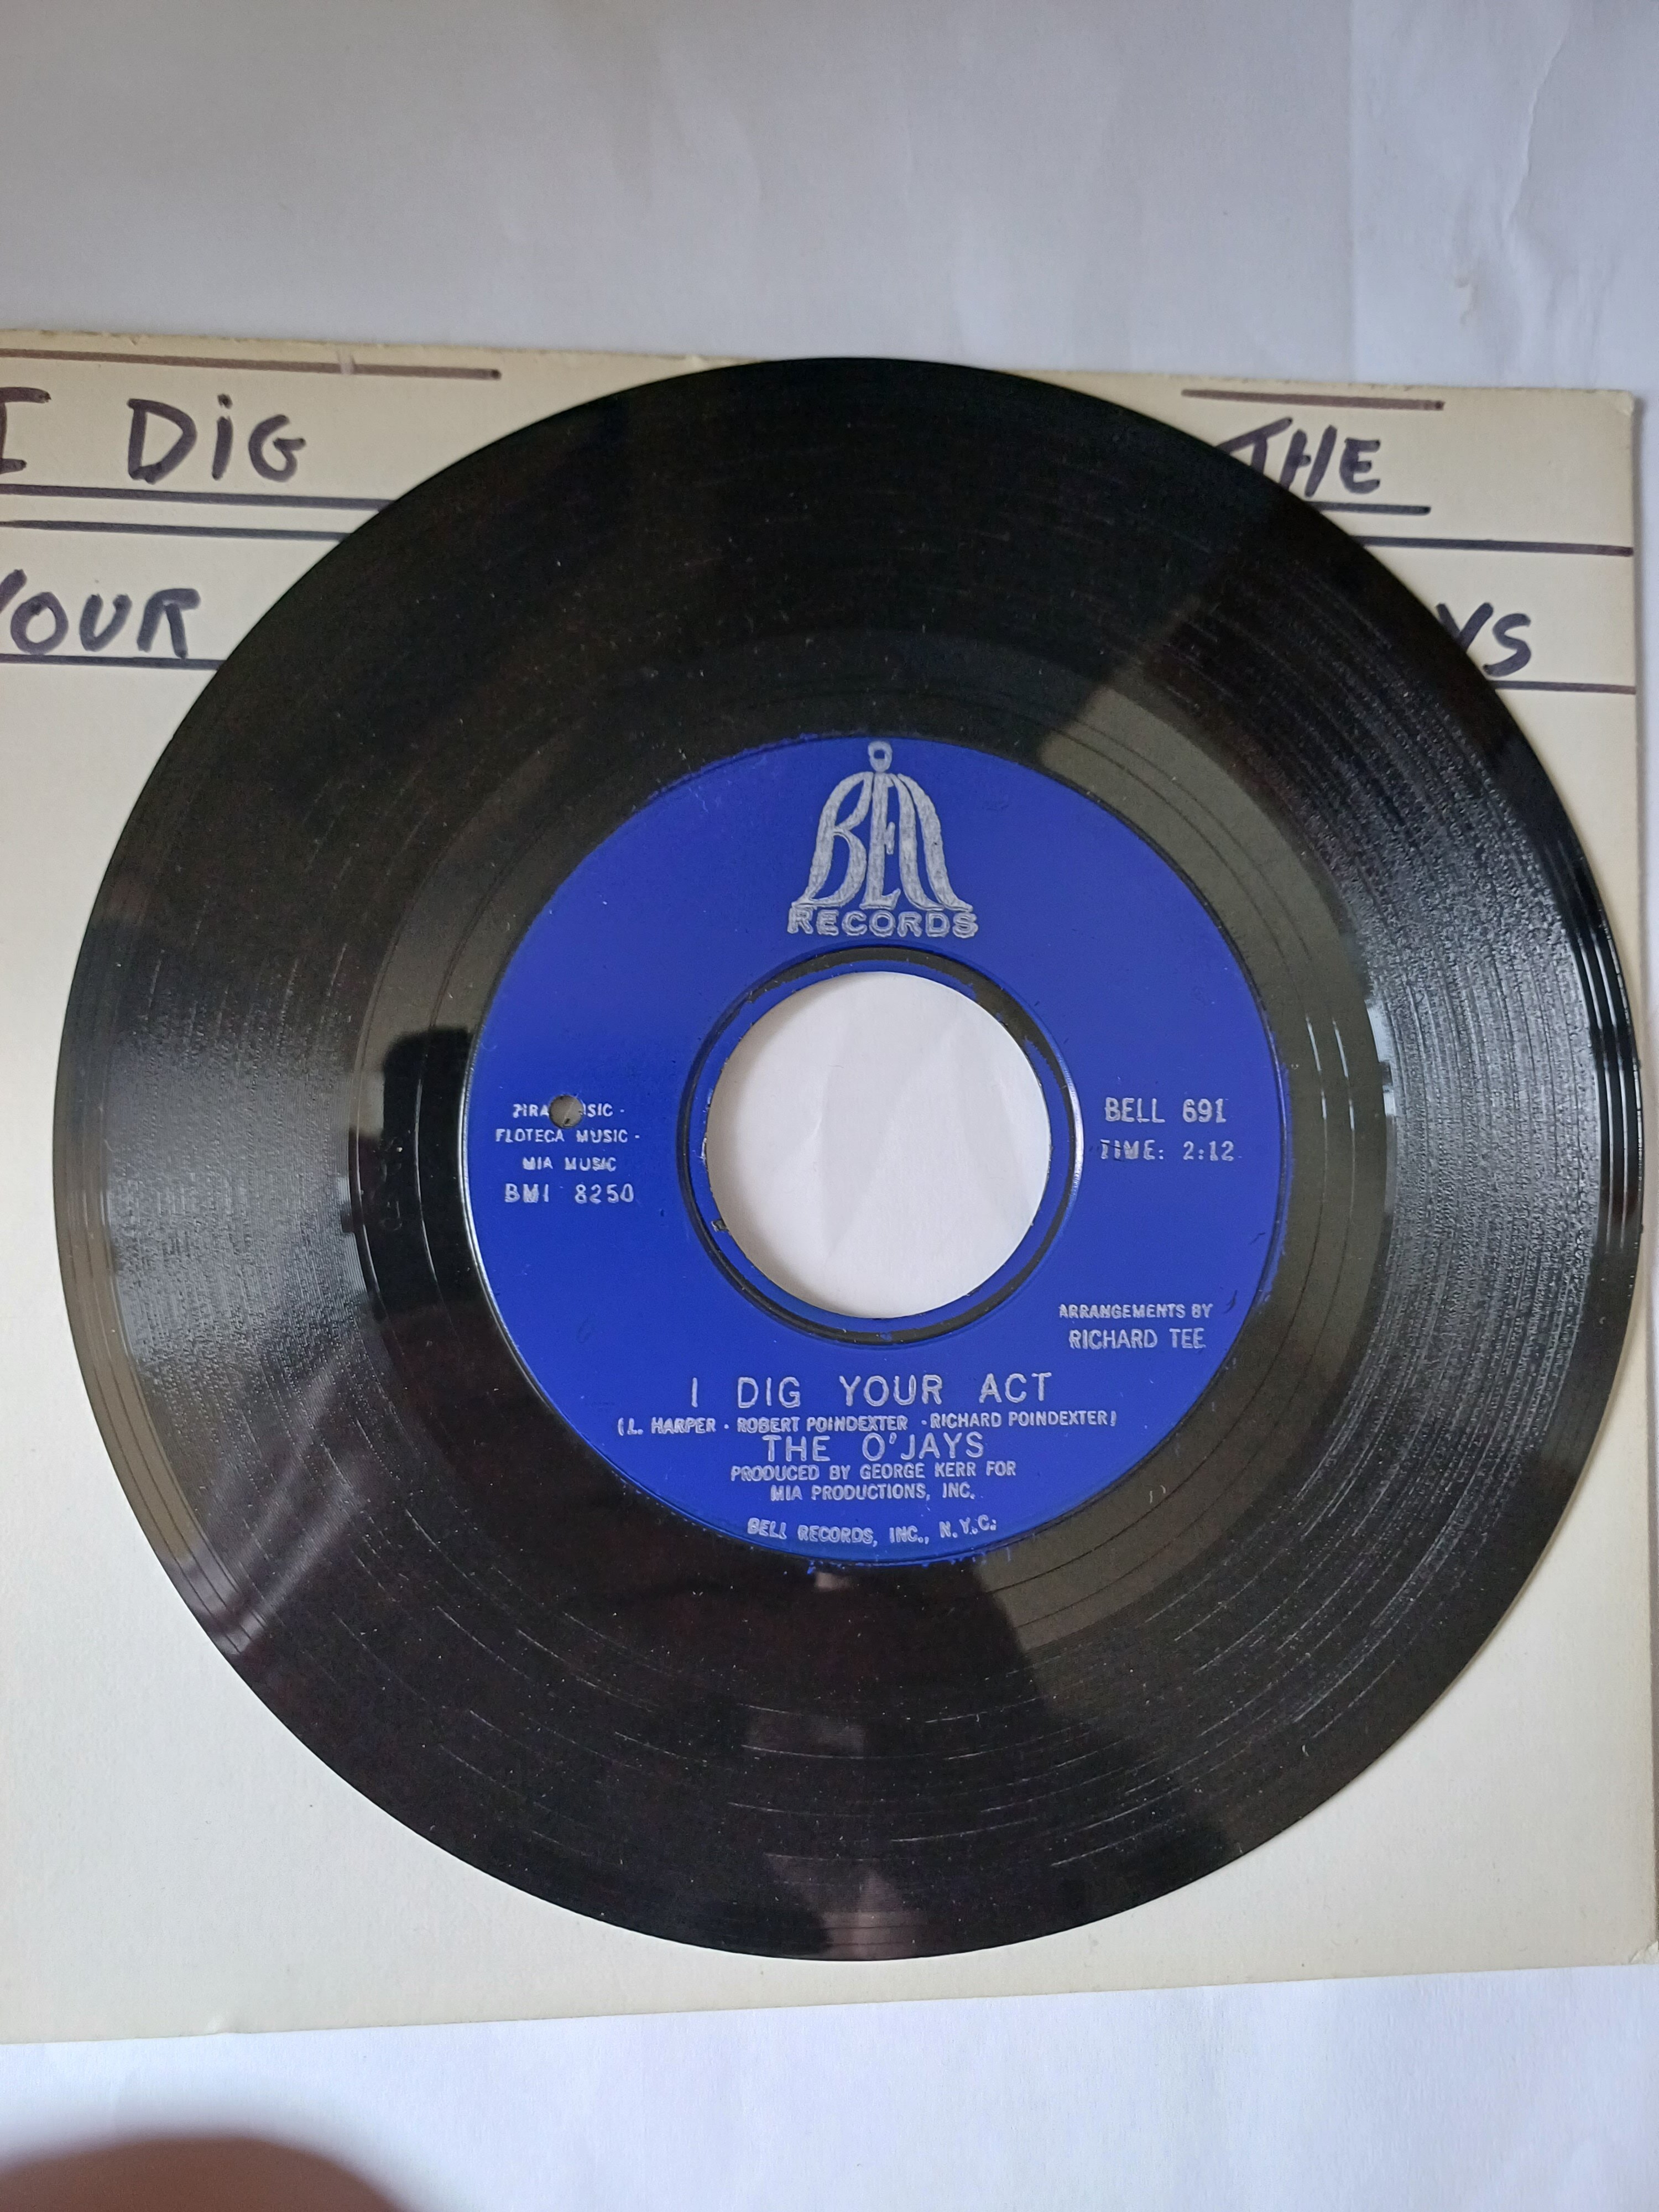 I DiG
THE
YOUR
YS
BELL
RECORDS
FLOTECA MUSIC -
MIA MUSIC
BMI 8250
BELL 691
TIME: 2:12
ARRANGEMENTS BY
RICHARD TEE
I DIG YOUR ACT
(L. HARPER - ROBERT POINDEXTER - RICHARD POINDEXTER)
THE O'JAYS
PRODUCED BY GEORGE KERR FOR
MIA PRODUCTIONS, INC.
BELL RECORDS, INC., N.Y.C.